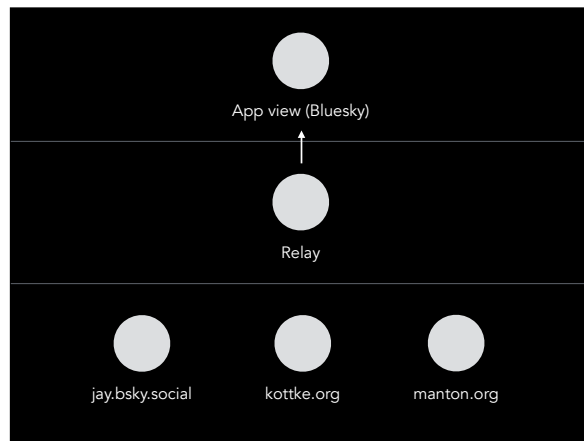 App view (Bluesky)
Relay
jay.bsky.social
kottke.org
manton.org